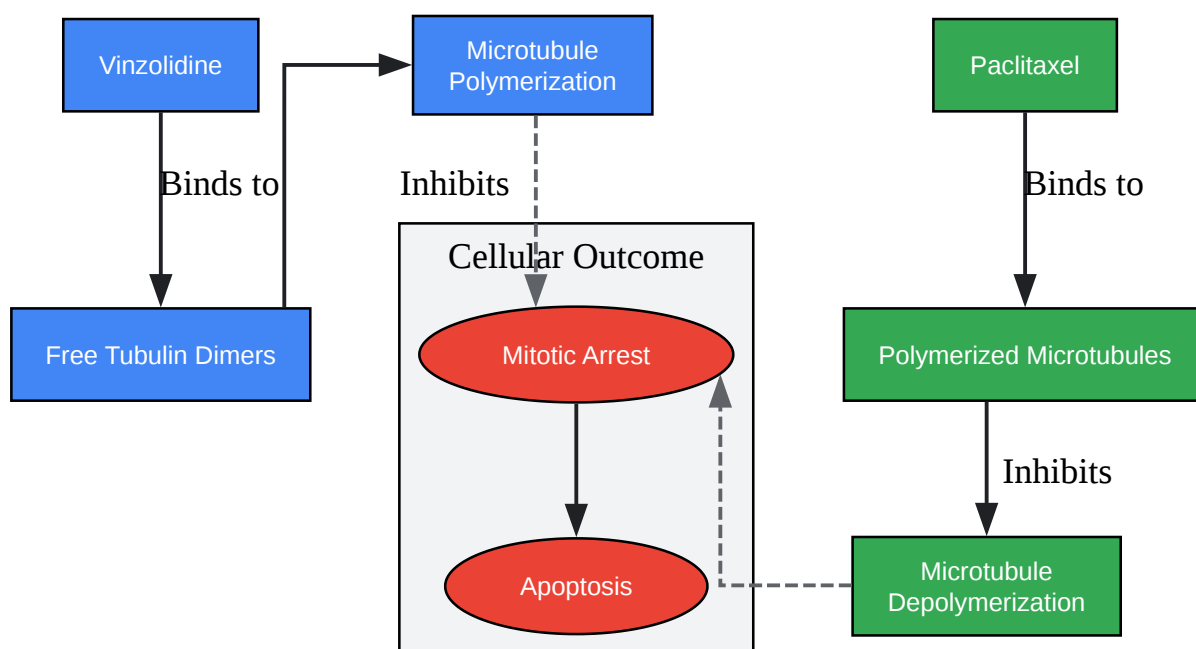 Vinzolidine
Microtubule
Polymerization
Paclitaxel
Binds to
Inhibits
Binds to
Cellular Outcome
Free Tubulin Dimers
Mitotic Arrest
Polymerized Microtubules
Inhibits
Apoptosis
Microtubule
Depolymerization